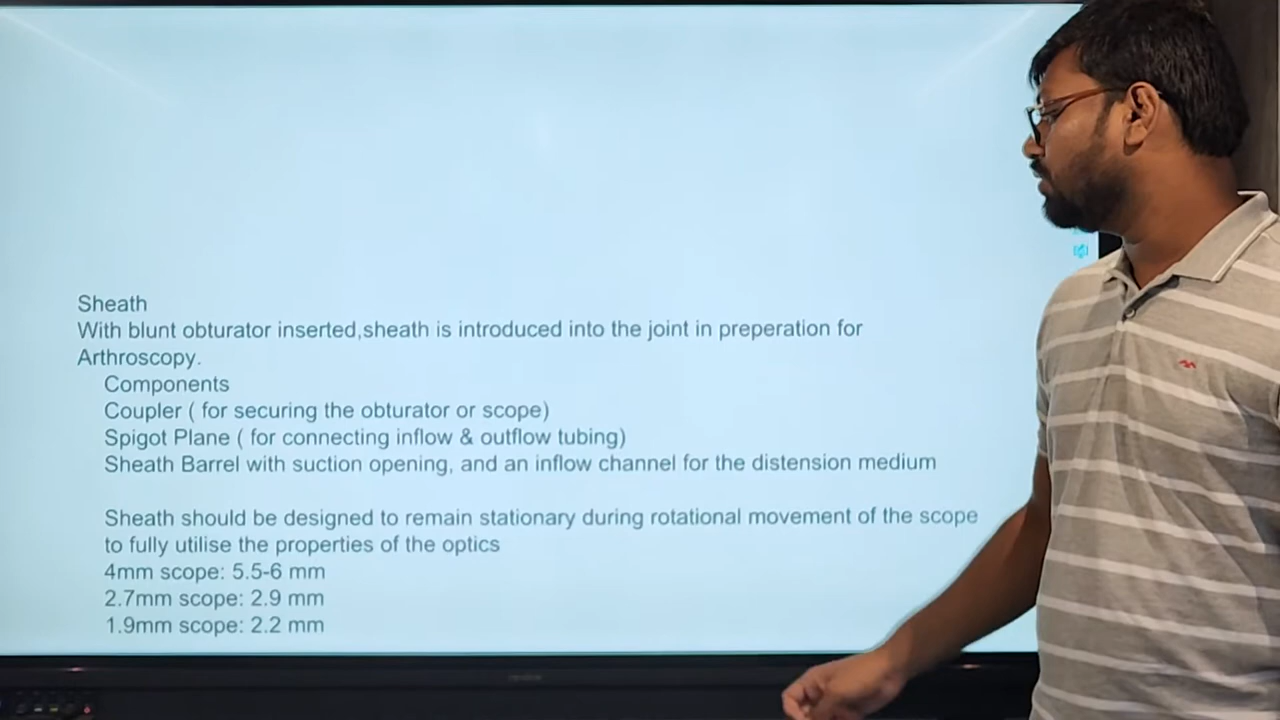 Sheath
With blunt obturator inserted,sheath is introduced into the joint in preperation for
Arthroscopy.
Components
Coupler ( for securing the obturator or scope)
Spigot Plane ( for connecting inflow & outflow tubing)
Sheath Barrel with suction opening, and an inflow channel for the distension medium
Sheath should be designed to remain stationary during rotational movement of the scope
to fully utilise the properties of the optics
4mm scope: 5.5-6 mm
2.7mm scope: 2.9 mm
1.9mm scope: 2.2 mm